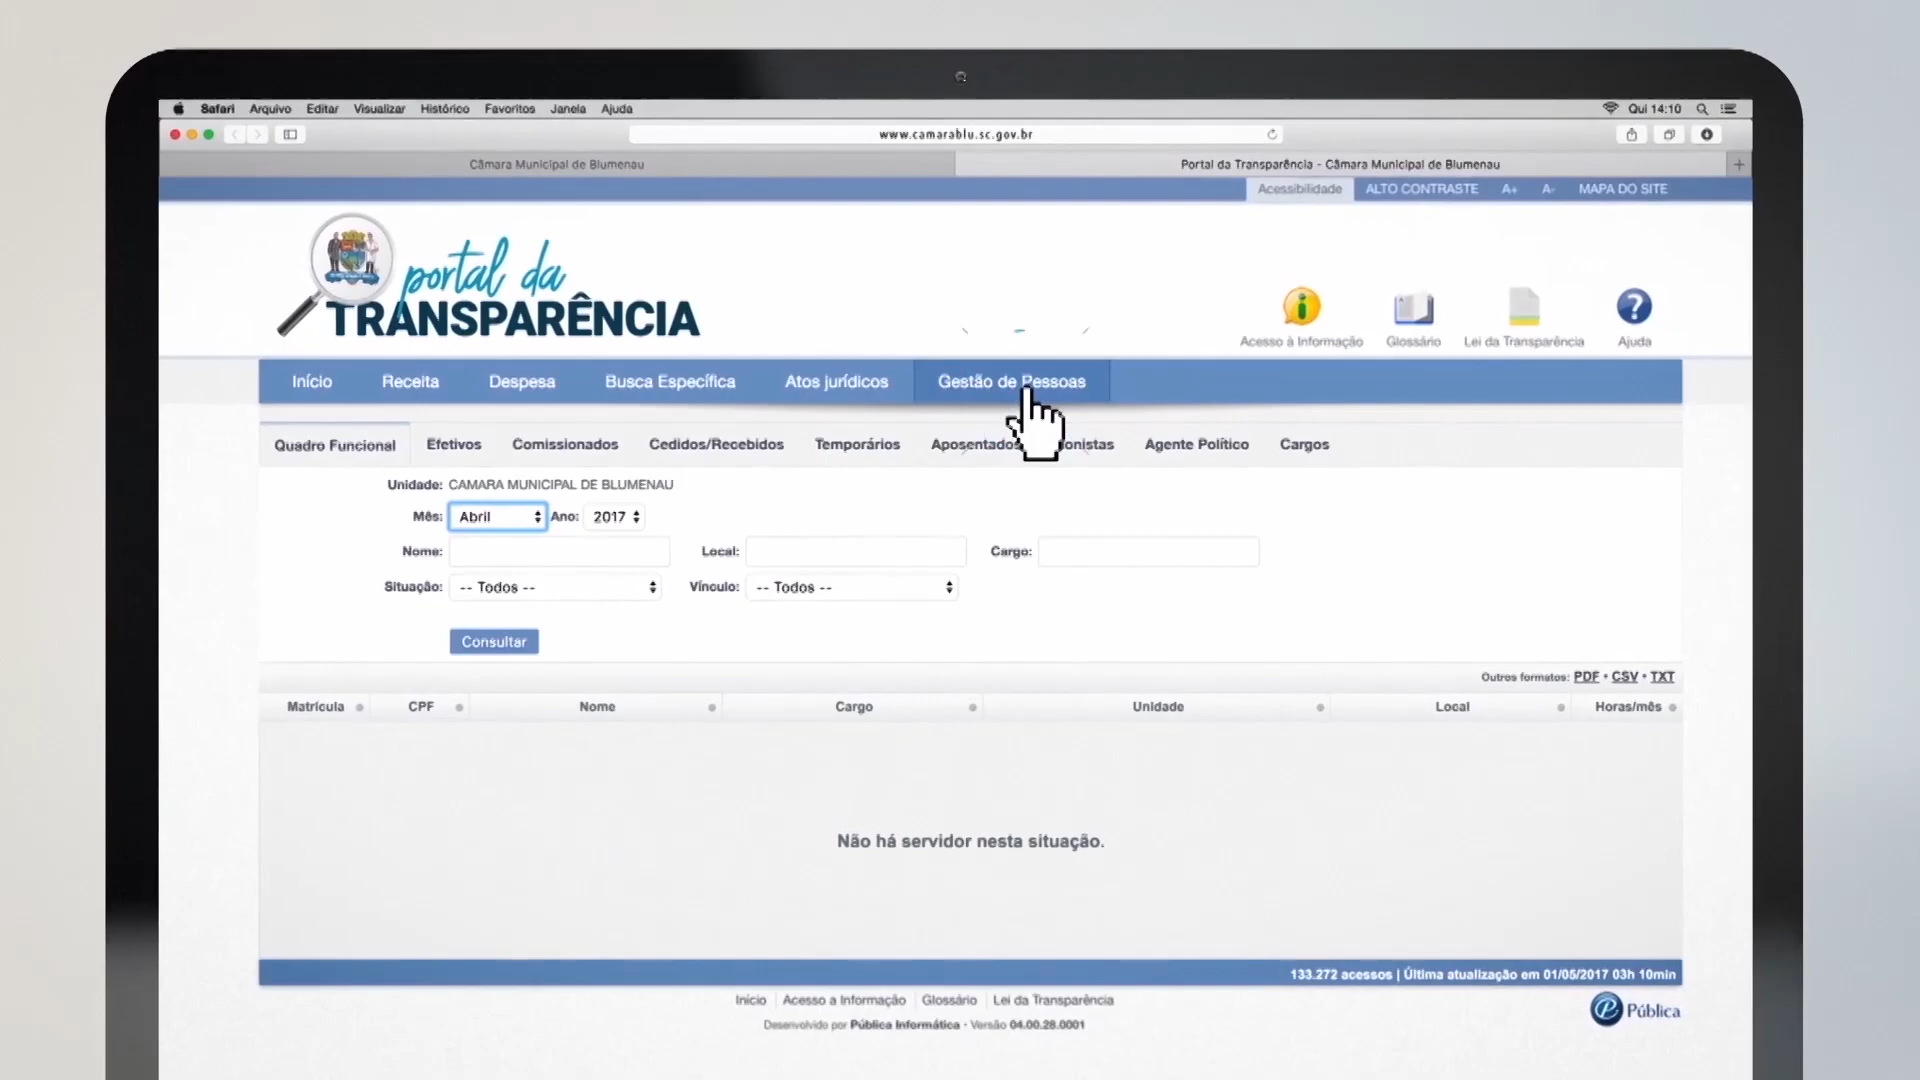 Safari Arquivo Editar Visualizar Histórico Favoritos Janela Ajuda Qui 14:10
www.camarablu.sc.gov.br
Câmara Municipal de Blumenau Portal da Transparência - Câmara Municipal de Blumenau
Acessibilidade ALTO CONTRASTE A+ A- MAPA DO SITE
portal da
TRANSPARÊNCIA
Acesso à Informação Glossário Lei da Transparência Ajuda
Início Receita Despesa Busca Específica Atos jurídicos Gestão de Pessoas
Quadro Funcional Efetivos Comissionados Cedidos/Recebidos Temporários Aposentados Agente Político Cargos
Unidade: CAMARA MUNICIPAL DE BLUMENAU
Mês: Abril Ano: 2017
Nome: Local: Cargo:
Situação: -- Todos -- Vínculo: -- Todos --
Consultar
Outros formatos: PDF • CSV • TXT
Matrícula CPF Nome Cargo Unidade Local Horas/mês
Não há servidor nesta situação.
133.272 acessos | Última atualização em 01/05/2017 03h 10min
Início Acesso a Informação Glossário Lei da Transparência
Desenvolvido por Pública Informática - Versão 04.00.28.0001
Pública